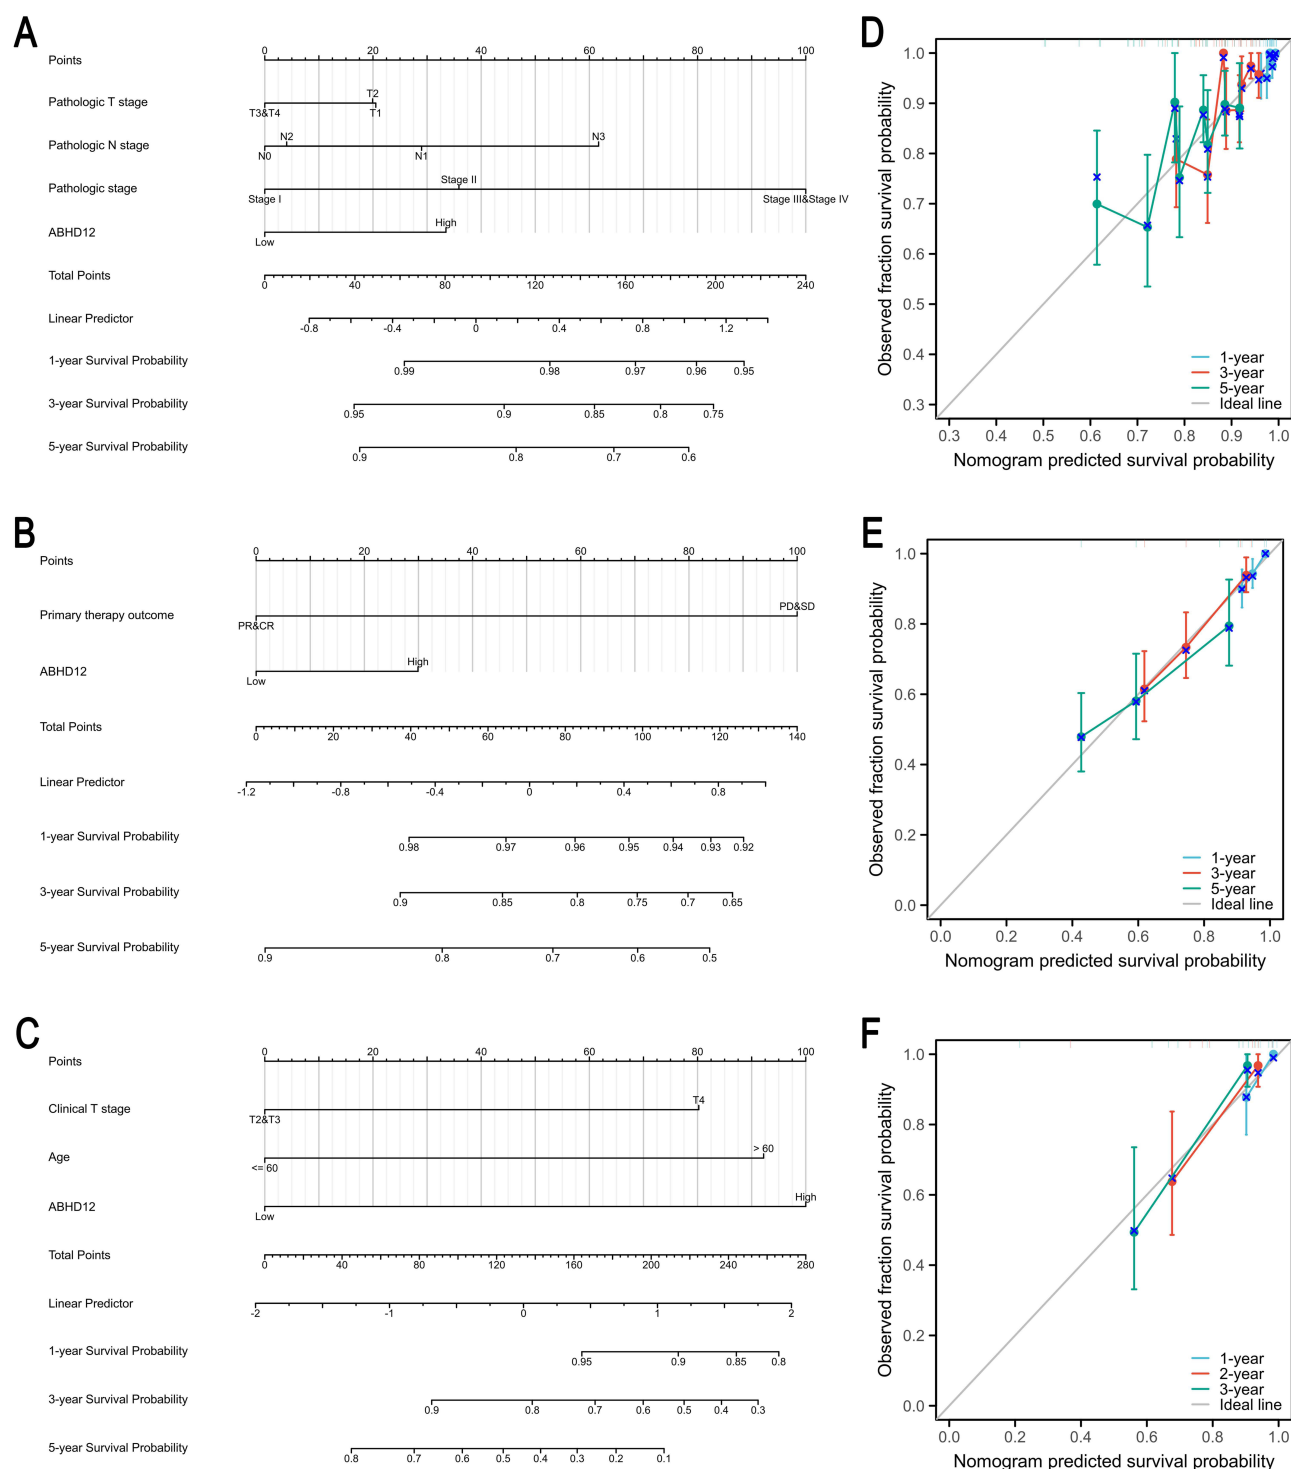 A
Points
0 20 40 60 80 100
Pathologic T stage
T2
T3&T4 T1
Pathologic N stage
N2 N3
N0 N1
Pathologic stage
Stage II
Stage I Stage III&Stage IV
ABHD12
High
Low
Total Points
0 40 80 120 160 200 240
Linear Predictor
-0.8 -0.4 0 0.4 0.8 1.2
1-year Survival Probability
0.99 0.98 0.97 0.96 0.95
3-year Survival Probability
0.95 0.9 0.85 0.8 0.75
5-year Survival Probability
0.9 0.8 0.7 0.6
D
Observed fraction survival probability
1.0
0.9
0.8
0.7
0.6
0.5
0.4
0.3
1-year
3-year
5-year
Ideal line
0.3 0.4 0.5 0.6 0.7 0.8 0.9 1.0
Nomogram predicted survival probability
B
Points
0 20 40 60 80 100
Primary therapy outcome
PD&SD
PR&CR
ABHD12
High
Low
Total Points
0 20 40 60 80 100 120 140
Linear Predictor
-1.2 -0.8 -0.4 0 0.4 0.8
1-year Survival Probability
0.98 0.97 0.96 0.95 0.94 0.93 0.92
3-year Survival Probability
0.9 0.85 0.8 0.75 0.7 0.65
5-year Survival Probability
0.9 0.8 0.7 0.6 0.5
E
Observed fraction survival probability
1.0
0.8
0.6
0.4
0.2
0.0
1-year
3-year
5-year
Ideal line
0.0 0.2 0.4 0.6 0.8 1.0
Nomogram predicted survival probability
C
Points
0 20 40 60 80 100
Clinical T stage
T4
T2&T3
Age
> 60
<= 60
ABHD12
High
Low
Total Points
0 40 80 120 160 200 240 280
Linear Predictor
-2 -1 0 1 2
1-year Survival Probability
0.95 0.9 0.85 0.8
3-year Survival Probability
0.9 0.8 0.7 0.6 0.5 0.4 0.3
5-year Survival Probability
0.8 0.7 0.6 0.5 0.4 0.3 0.2 0.1
F
Observed fraction survival probability
1.0
0.8
0.6
0.4
0.2
0.0
1-year
2-year
3-year
Ideal line
0.0 0.2 0.4 0.6 0.8 1.0
Nomogram predicted survival probability